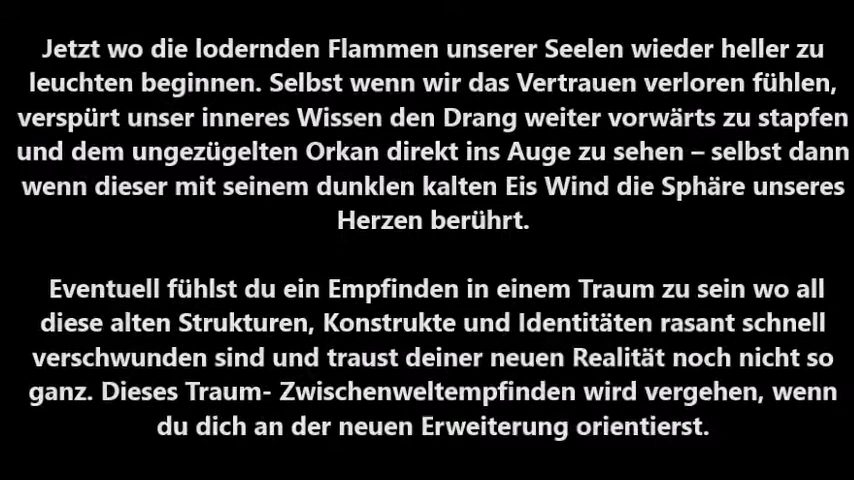 Jetzt wo die lodernden Flammen unserer Seelen wieder heller zu
leuchten beginnen. Selbst wenn wir das Vertrauen verloren fühlen,
verspürt unser inneres Wissen den Drang weiter vorwärts zu stapfen
und dem ungezügelten Orkan direkt ins Auge zu sehen – selbst dann
wenn dieser mit seinem dunklen kalten Eis Wind die Sphäre unseres
Herzen berührt.
Eventuell fühlst du ein Empfinden in einem Traum zu sein wo all
diese alten Strukturen, Konstrukte und Identitäten rasant schnell
verschwunden sind und traust deiner neuen Realität noch nicht so
ganz. Dieses Traum- Zwischenweltempfinden wird vergehen, wenn
du dich an der neuen Erweiterung orientierst.